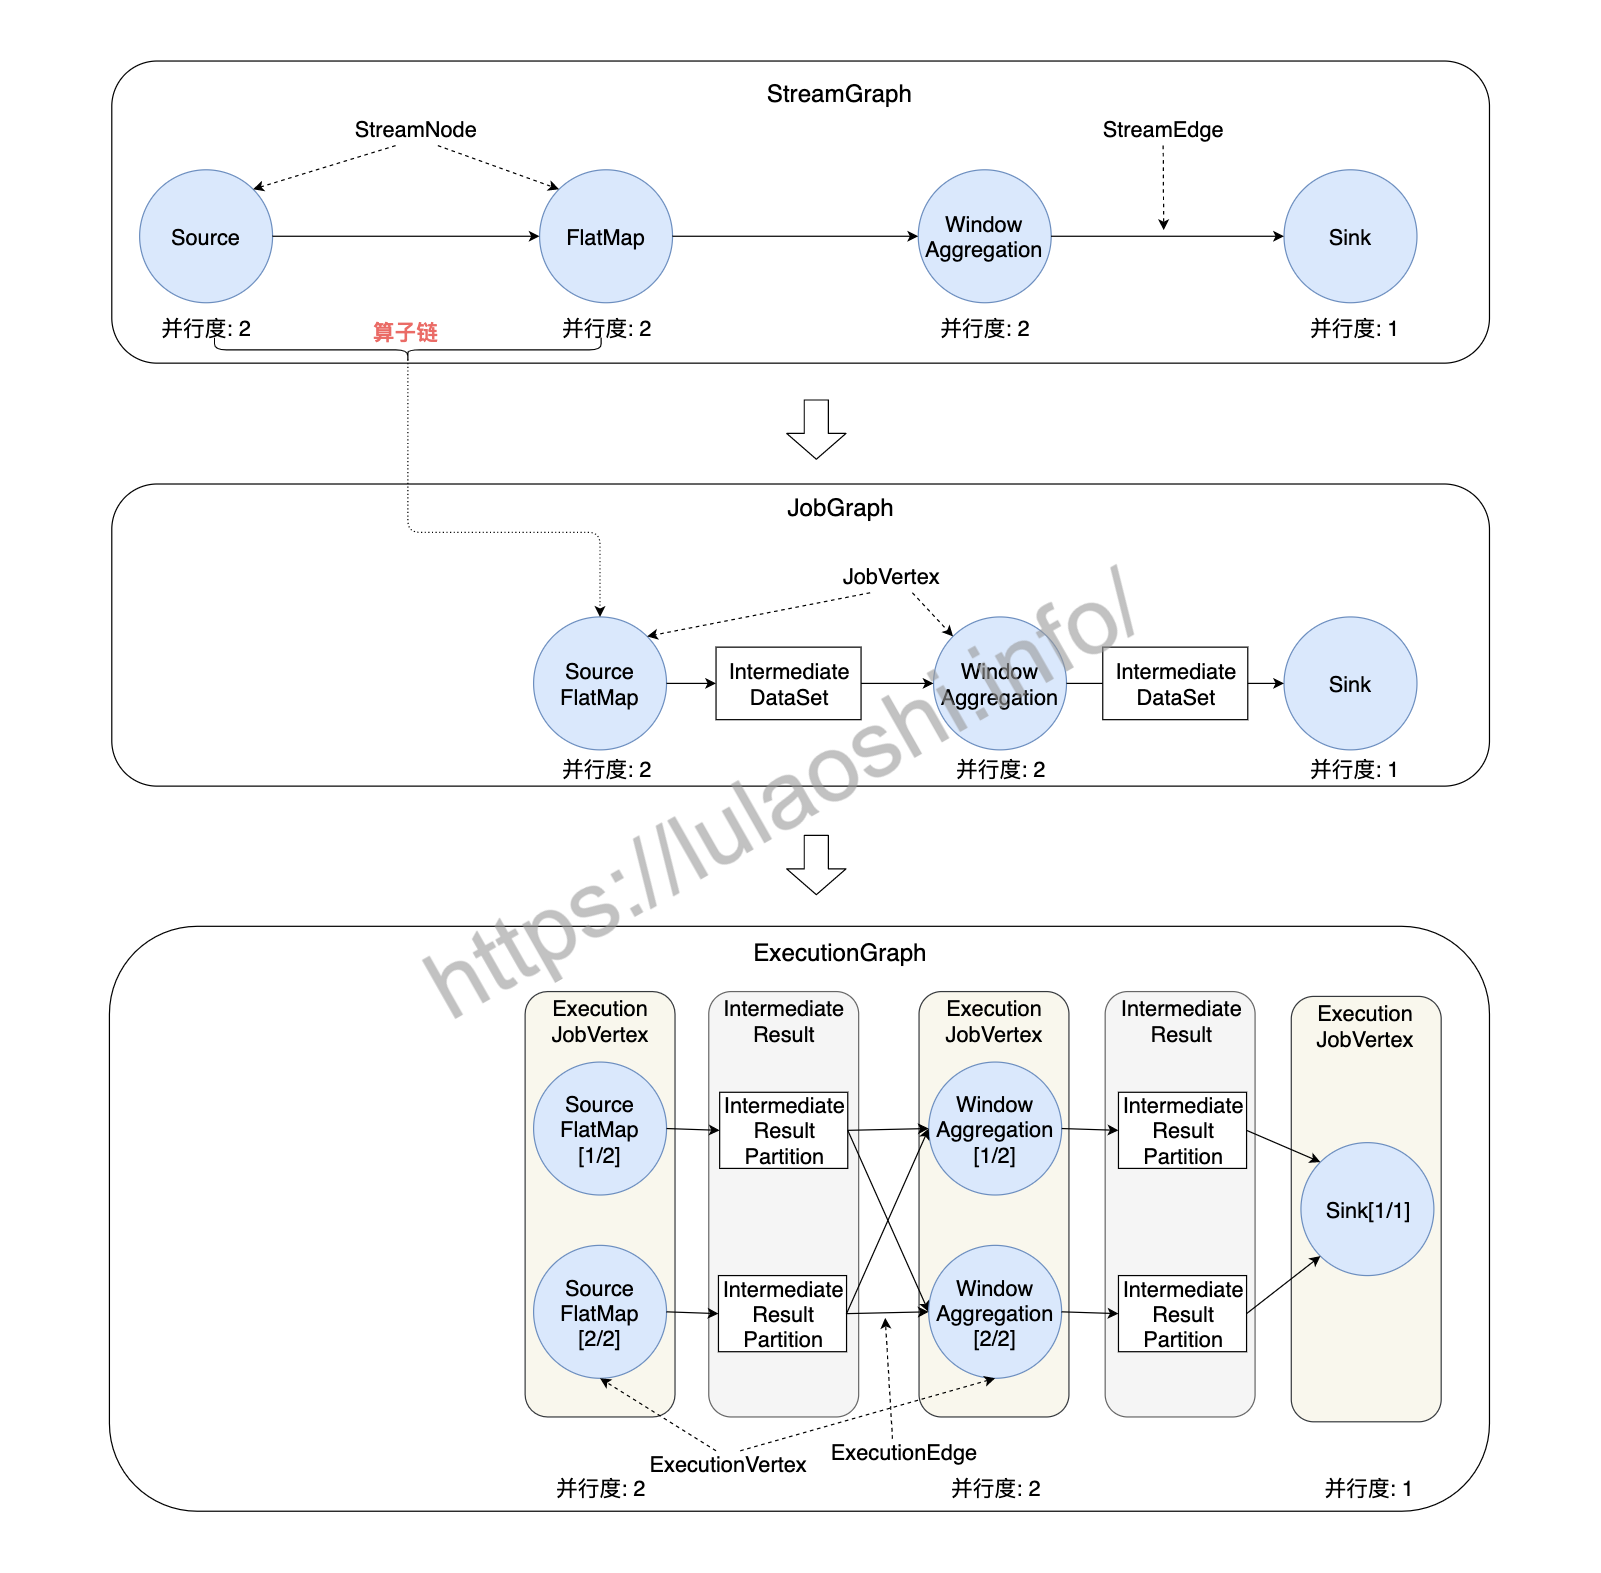 StreamGraph
StreamNode
StreamEdge
Source
FlatMap
Window
Aggregation
Sink
并行度: 2
算子链
并行度: 2
并行度: 2
并行度: 1
JobGraph
JobVertex
Source
FlatMap
Intermediate
DataSet
Window
Aggregation
Intermediate
DataSet
Sink
并行度: 2
并行度: 2
并行度: 1
https://lulaoshi.info/
ExecutionGraph
Execution
JobVertex
Intermediate
Result
Execution
JobVertex
Intermediate
Result
Execution
JobVertex
Source
FlatMap
[1/2]
Intermediate
Result
Partition
Window
Aggregation
[1/2]
Intermediate
Result
Partition
Sink[1/1]
Source
FlatMap
[2/2]
Intermediate
Result
Partition
Window
Aggregation
[2/2]
Intermediate
Result
Partition
ExecutionVertex
ExecutionEdge
并行度: 2
并行度: 2
并行度: 1